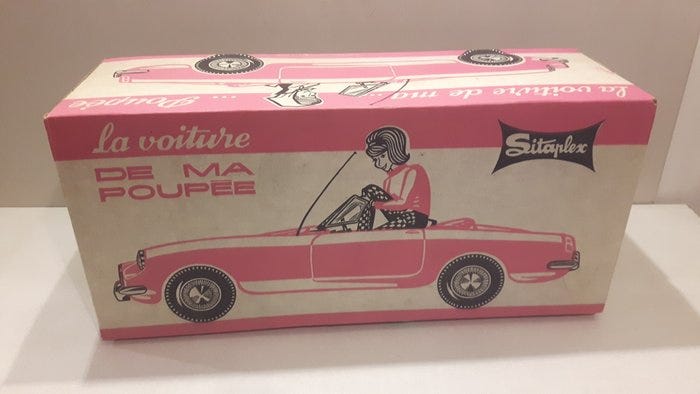 la voiture de ma
... Poupée
la voiture
DE MA
POUPÉE
Sitaplex